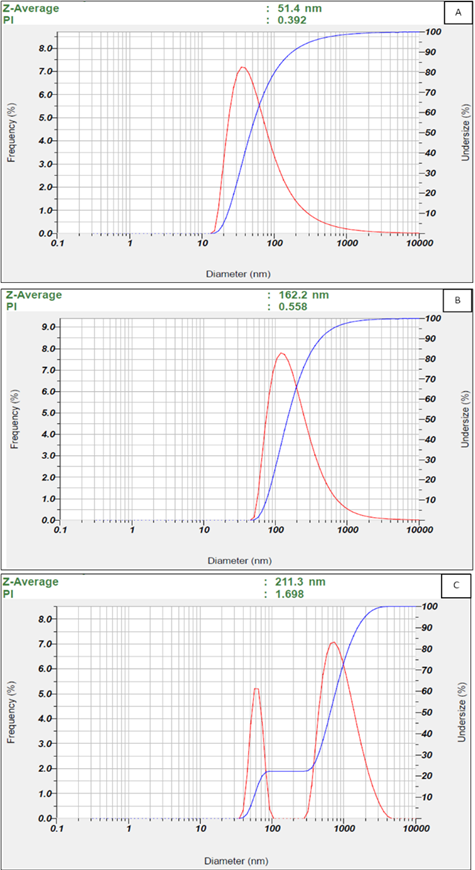 Z-Average : 51.4 nm
PI : 0.392
A
Frequency (%)
8.0
7.0
6.0
5.0
4.0
3.0
2.0
1.0
0.0
100
90
80
70
60
50
40
30
20
10
Undersize (%)
0.1 1 10 100 1000 10000
Diameter (nm)
Z-Average : 162.2 nm
PI : 0.558
B
Frequency (%)
9.0
8.0
7.0
6.0
5.0
4.0
3.0
2.0
1.0
0.0
100
90
80
70
60
50
40
30
20
10
Undersize (%)
0.1 1 10 100 1000 10000
Diameter (nm)
Z-Average : 211.3 nm
PI : 1.698
C
Frequency (%)
8.0
7.0
6.0
5.0
4.0
3.0
2.0
1.0
0.0
100
90
80
70
60
50
40
30
20
10
Undersize (%)
0.1 1 10 100 1000 10000
Diameter (nm)